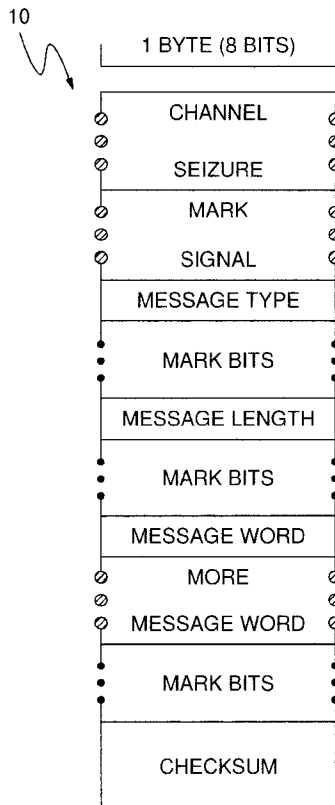 10
1 BYTE (8 BITS)
CHANNEL
SEIZURE
MARK
SIGNAL
MESSAGE TYPE
MARK BITS
MESSAGE LENGTH
MARK BITS
MESSAGE WORD
MORE
MESSAGE WORD
MARK BITS
CHECKSUM